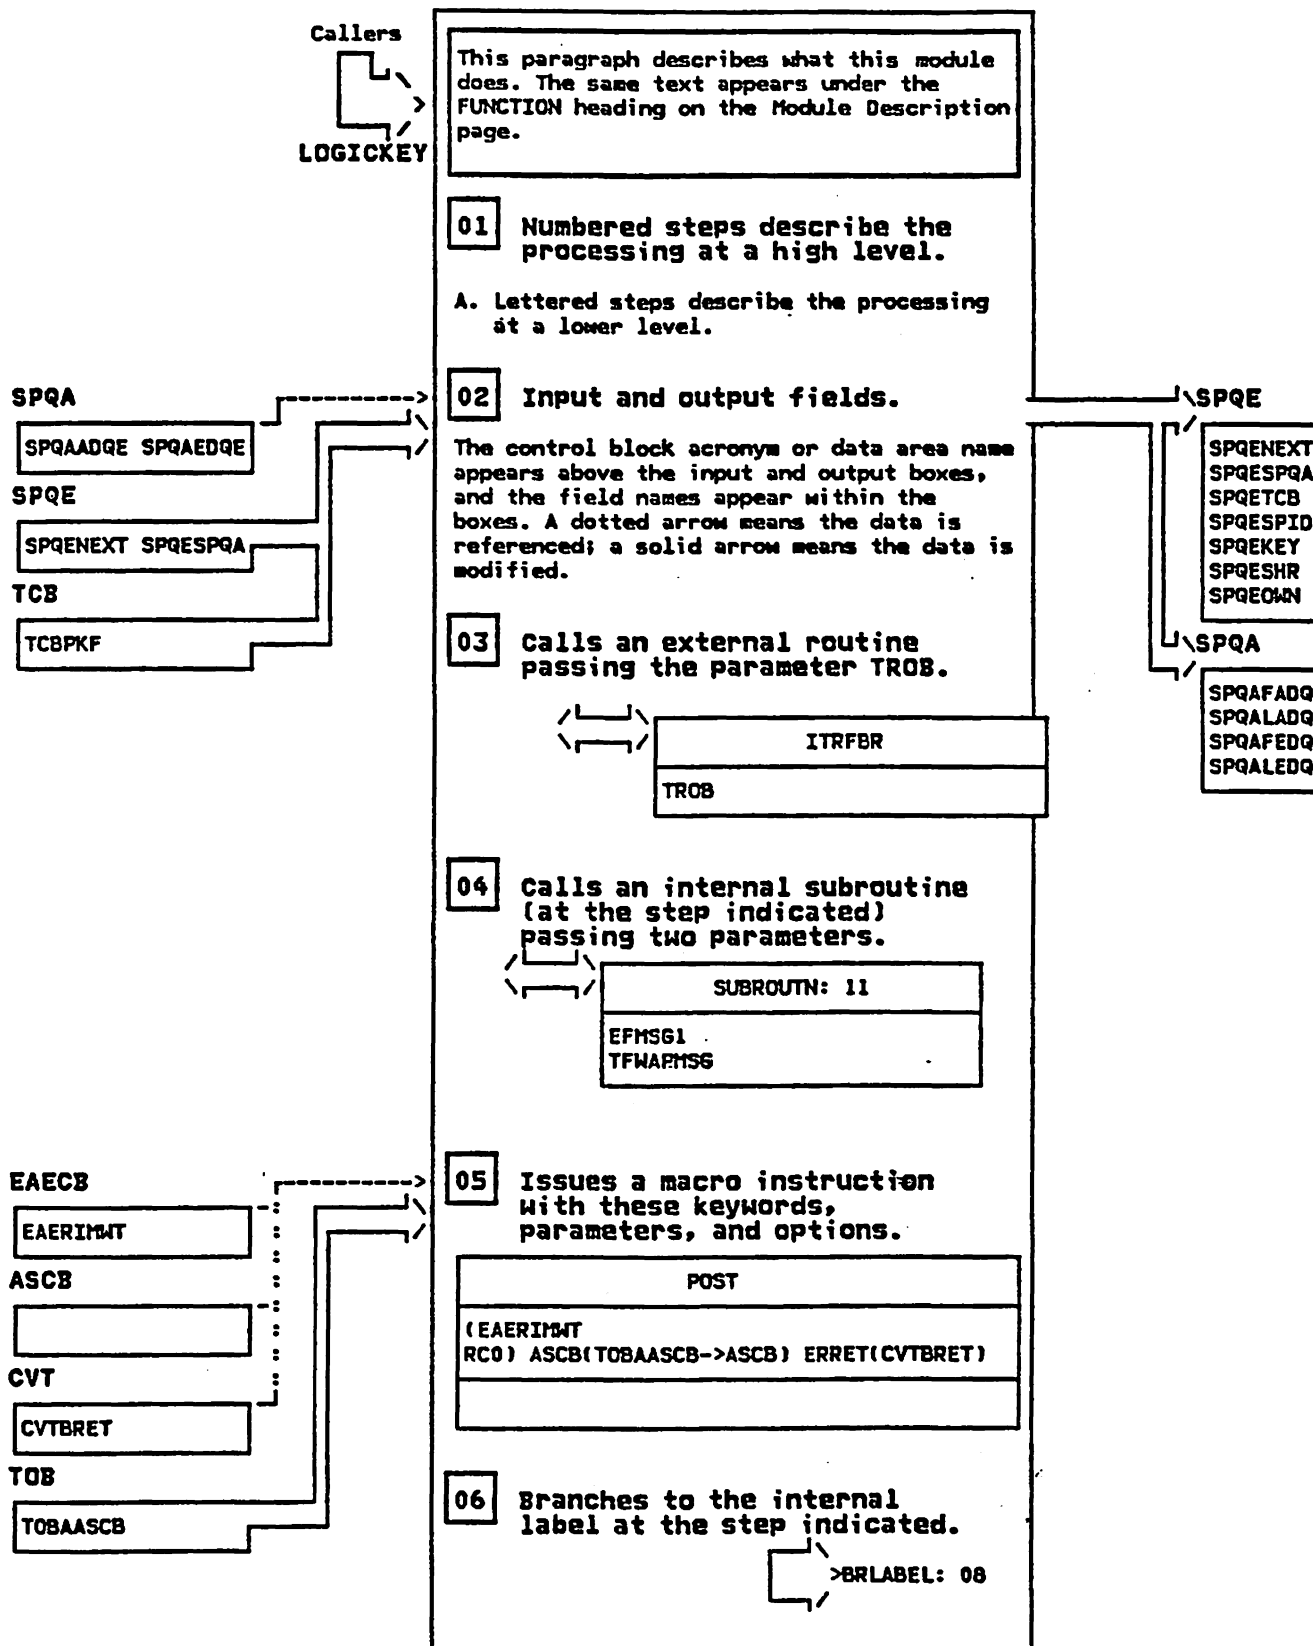 Callers
LOGICKEY
This paragraph describes what this module
does. The same text appears under the
FUNCTION heading on the Module Description
page.
01 Numbered steps describe the
processing at a high level.
A. Lettered steps describe the processing
at a lower level.
SPQA
SPQAADQE SPQAEDQE
SPQE
SPQENEXT SPQESPQA
TCB
TCBPKF
02 Input and output fields.
The control block acronym or data area name
appears above the input and output boxes,
and the field names appear within the
boxes. A dotted arrow means the data is
referenced; a solid arrow means the data is
modified.
SPQE
SPQENEXT
SPQESPQA
SPQETCB
SPQESPID
SPQEKEY
SPQESHR
SPQEOWN
SPQA
SPQAFADQ
SPQALADQ
SPQAFEDQ
SPQALEDQ
03 Calls an external routine
passing the parameter TROB.
ITRFBR
TROB
04 Calls an internal subroutine
(at the step indicated)
passing two parameters.
SUBROUTN: 11
EFMSG1
TFWAPMSG
EAECB
EAERIMWT
ASCB
CVT
CVTBRET
TOB
TOBAASCB
05 Issues a macro instruction
with these keywords,
parameters, and options.
POST
(EAERIMWT
RC0) ASCB(TOBAASCB->ASCB) ERRET(CVTBRET)
06 Branches to the internal
label at the step indicated.
>BRLABEL: 08